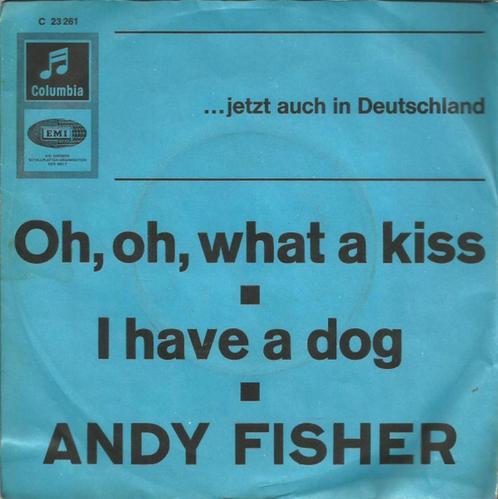 C 23 261
Columbia
EMI
...jetzt auch in Deutschland
Oh, oh, what a kiss
I have a dog
ANDY FISHER